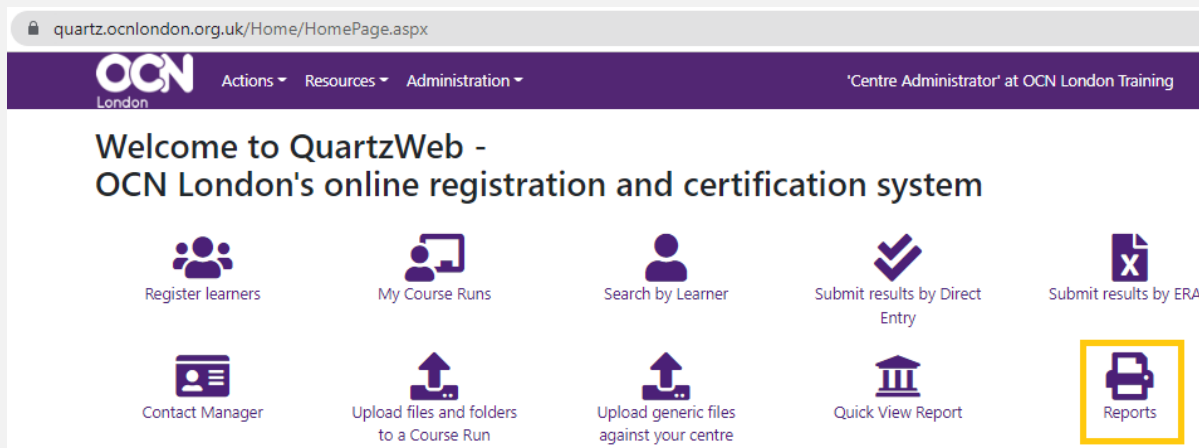 quartz.ocnlondon.org.uk/Home/HomePage.aspx
OCN
London
Actions Resources Administration 'Centre Administrator' at OCN London Training
Welcome to QuartzWeb -
OCN London's online registration and certification system
Register learners
My Course Runs
Search by Learner
Submit results by Direct
Entry
Submit results by ERA
Contact Manager
Upload files and folders
to a Course Run
Upload generic files
against your centre
Quick View Report
Reports